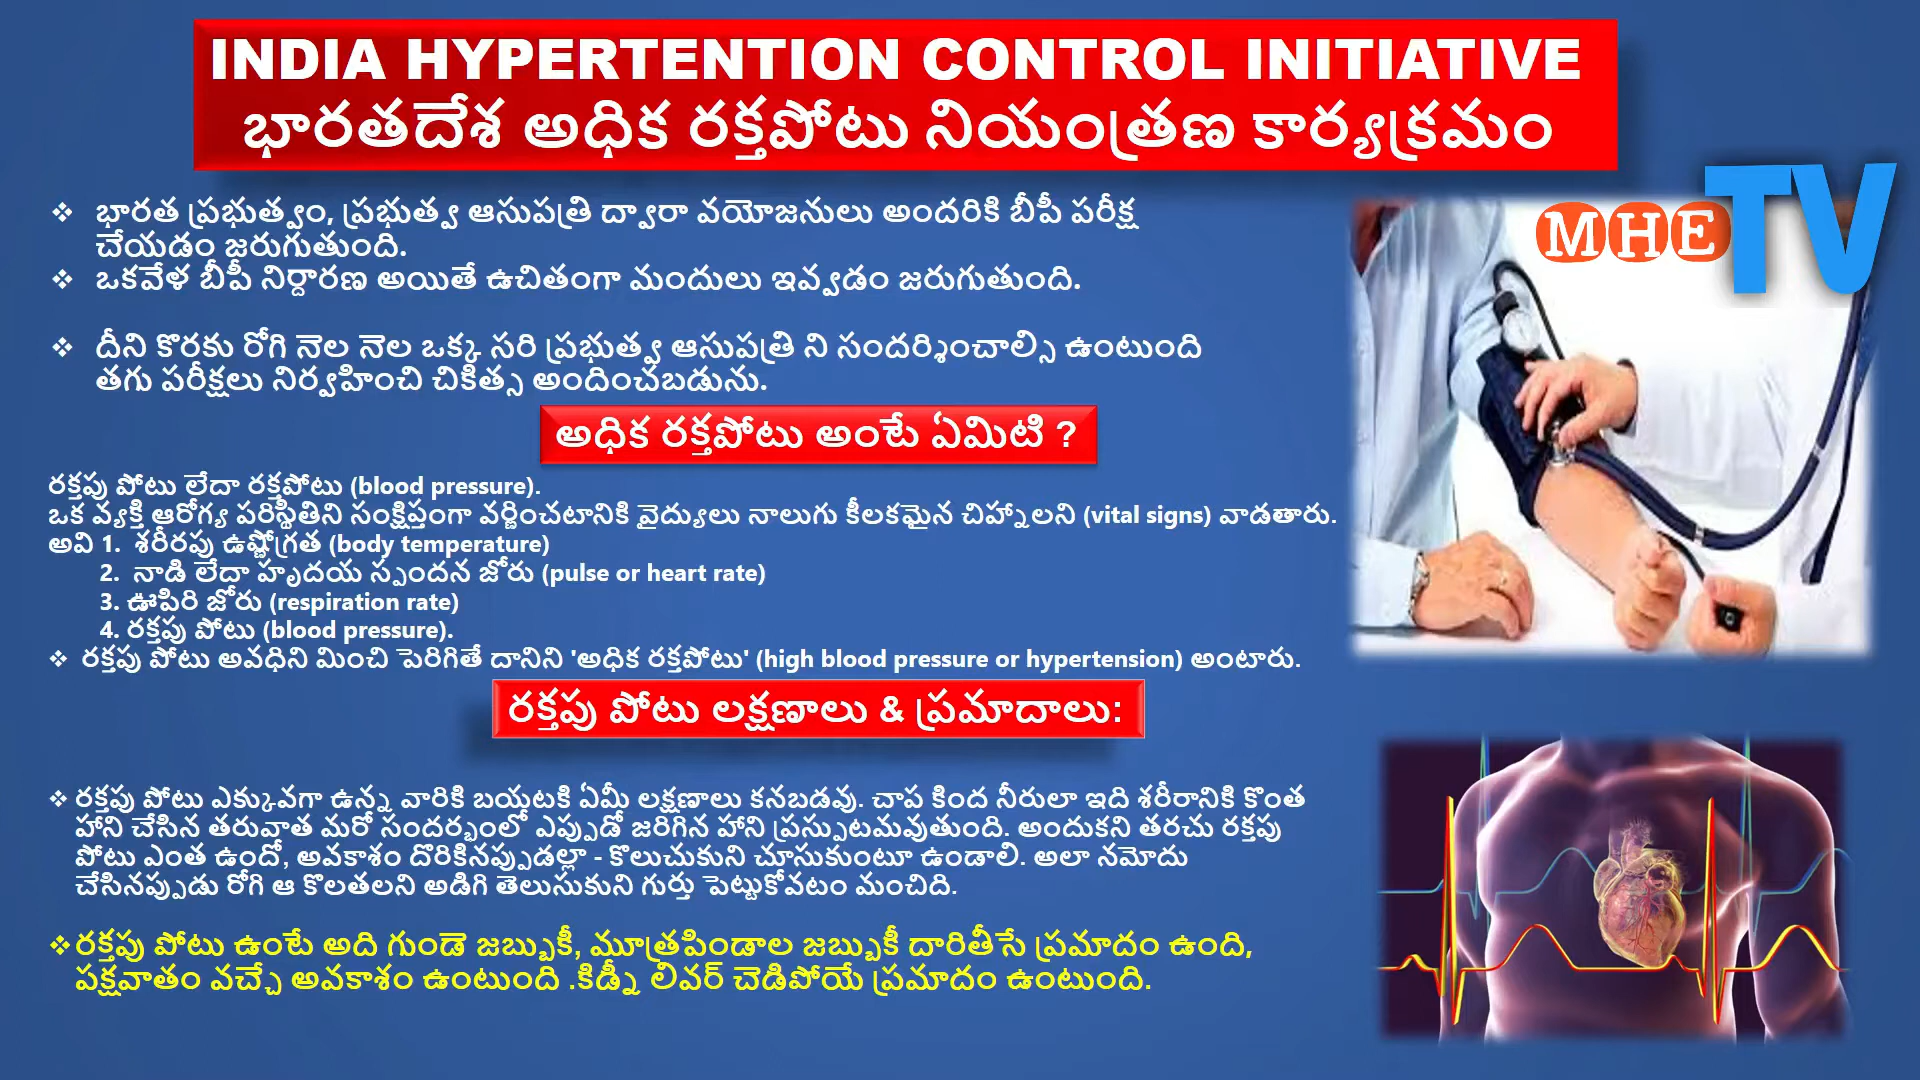 INDIA HYPERTENTION CONTROL INITIATIVE
భారతదేశ అధిక రక్తపోటు నియంత్రణ కార్యక్రమం
MHE TV
❖ భారత ప్రభుత్వం, ప్రభుత్వ ఆసుపత్రి ద్వారా వయోజనులు అందరికి బీపీ పరీక్ష
చేయడం జరుగుతుంది.
❖ ఒకవేళ బీపీ నిర్దారణ అయితే ఉచితంగా మందులు ఇవ్వడం జరుగుతుంది.
❖ దీని కొరకు రోగి నెల నెల ఒక్క సరి ప్రభుత్వ ఆసుపత్రి ని సందర్శించాల్సి ఉంటుంది
తగు పరీక్షలు నిర్వహించి చికిత్స అందించబడును.
అధిక రక్తపోటు అంటే ఏమిటి ?
రక్తపు పోటు లేదా రక్తపోటు (blood pressure).
ఒక వ్యక్తి ఆరోగ్య పరిస్థితిని సంక్షిప్తంగా వర్ణించటానికి వైద్యులు నాలుగు కీలకమైన చిహ్నాలని (vital signs) వాడతారు.
అవి 1. శరీరపు ఉష్ణోగ్రత (body temperature)
2. నాడి లేదా హృదయ స్పందన జోరు (pulse or heart rate)
3. ఊపిరి జోరు (respiration rate)
4. రక్తపు పోటు (blood pressure).
❖ రక్తపు పోటు అవధిని మించి పెరిగితే దానిని 'అధిక రక్తపోటు' (high blood pressure or hypertension) అంటారు.
రక్తపు పోటు లక్షణాలు & ప్రమాదాలు:
❖ రక్తపు పోటు ఎక్కువగా ఉన్న వారికి బయటకి ఏమీ లక్షణాలు కనబడవు. చాప కింద నీరులా ఇది శరీరానికి కొంత
హాని చేసిన తరువాత మరో సందర్భంలో ఎప్పుడో జరిగిన హాని ప్రస్పుటమవుతుంది. అందుకని తరచు రక్తపు
పోటు ఎంత ఉందో, అవకాశం దొరికినప్పుడల్లా - కొలుచుకుని చూసుకుంటూ ఉండాలి. అలా నమోదు
చేసినప్పుడు రోగి ఆ కొలతలని అడిగి తెలుసుకుని గుర్తు పెట్టుకోవటం మంచిది.
❖ రక్తపు పోటు ఉంటే అది గుండె జబ్బుకీ, మూత్రపిండాల జబ్బుకీ దారితీసే ప్రమాదం ఉంది,
పక్షవాతం వచ్చే అవకాశం ఉంటుంది .కిడ్నీ లివర్ చెడిపోయే ప్రమాదం ఉంటుంది.